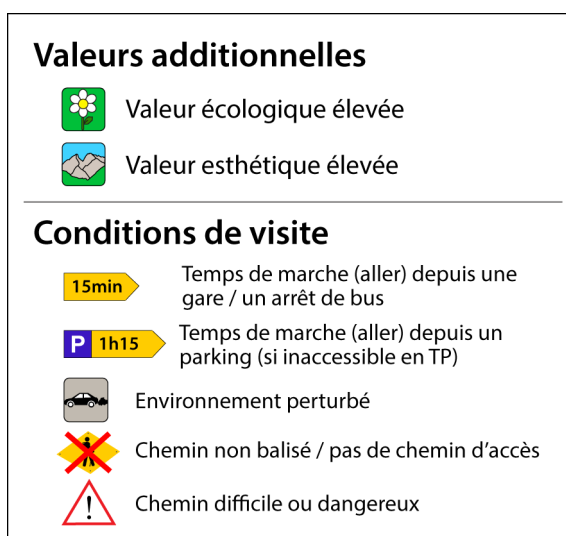 Valeurs additionnelles
Valeur écologique élevée
Valeur esthétique élevée
Conditions de visite
15min
Temps de marche (aller) depuis une
gare / un arrêt de bus
P 1h15
Temps de marche (aller) depuis un
parking (si inaccessible en TP)
Environnement perturbé
Chemin non balisé / pas de chemin d'accès
!
Chemin difficile ou dangereux